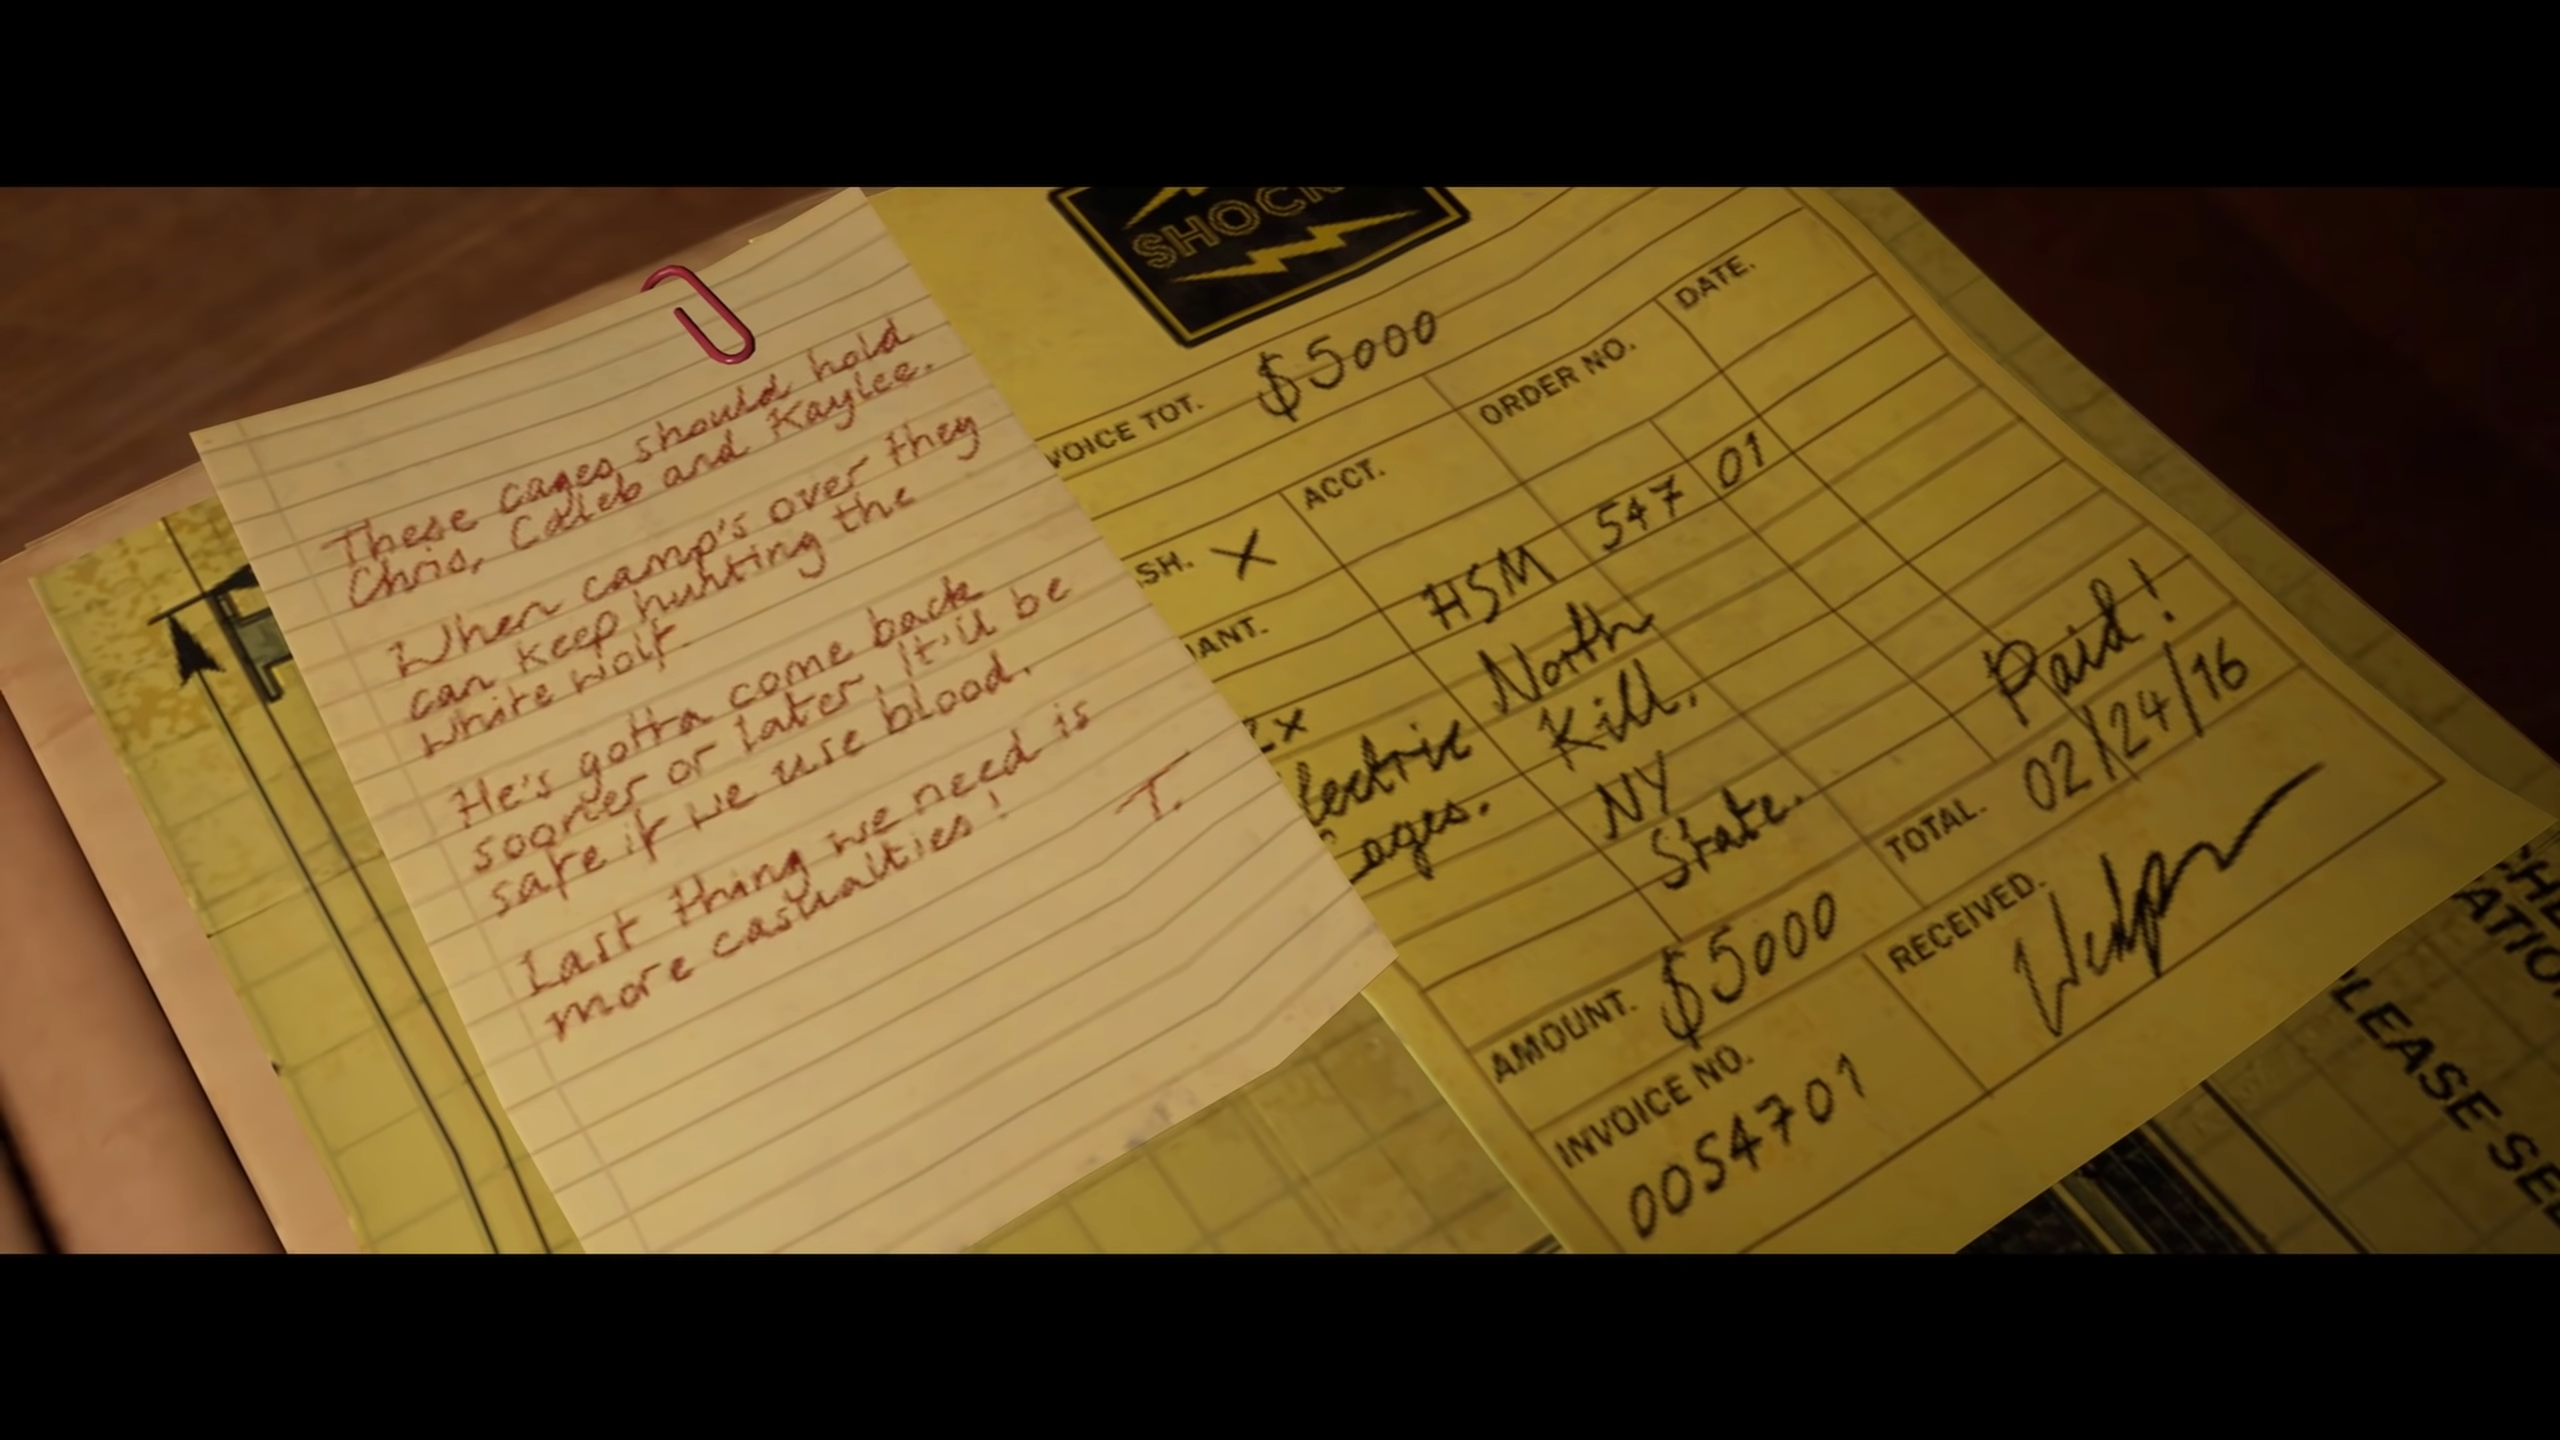 These cages should hold
Chris, Caleb and Kaylee.
When camp's over they
can keep hunting the
White Wolf.
He's gotta come back
sooner or later, it'll be
safe if we use blood.
Last thing we need is
more casualties!
T.
SHOCK
VOICE TOT. $5000
SH. X
ACCT.
ORDER NO.
DATE.
ANT.
HSM 547 01
2x
lectric
Cages.
North
Kill,
NY
State.
Paid!
02/24/16
AMOUNT. $5000
TOTAL.
INVOICE NO.
0054701
RECEIVED.
LEASE SEE